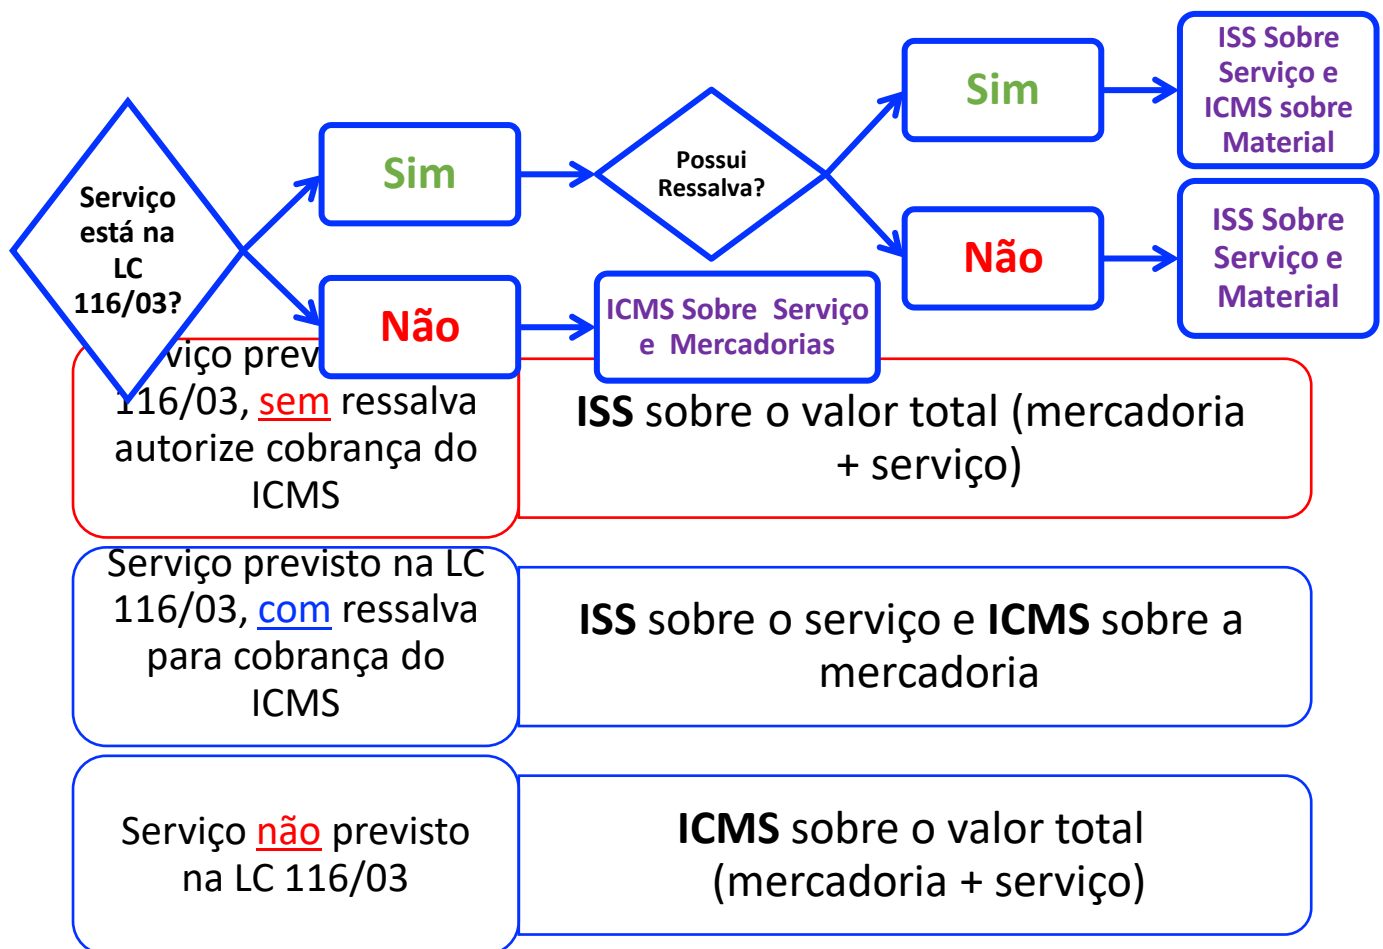 Serviço
está na
LC
116/03?
Sim
Não
Possui
Ressalva?
ICMS Sobre  Serviço
e  Mercadorias
Sim
Não
ISS Sobre
Serviço e
ICMS sobre
Material
ISS Sobre
Serviço e
Material
viço prev
116/03, sem ressalva
autorize cobrança do
ICMS
ISS sobre o valor total (mercadoria
+ serviço)
Serviço previsto na LC
116/03, com ressalva
para cobrança do
ICMS
ISS sobre o serviço e ICMS sobre a
mercadoria
Serviço não previsto
na LC 116/03
ICMS sobre o valor total
(mercadoria + serviço)